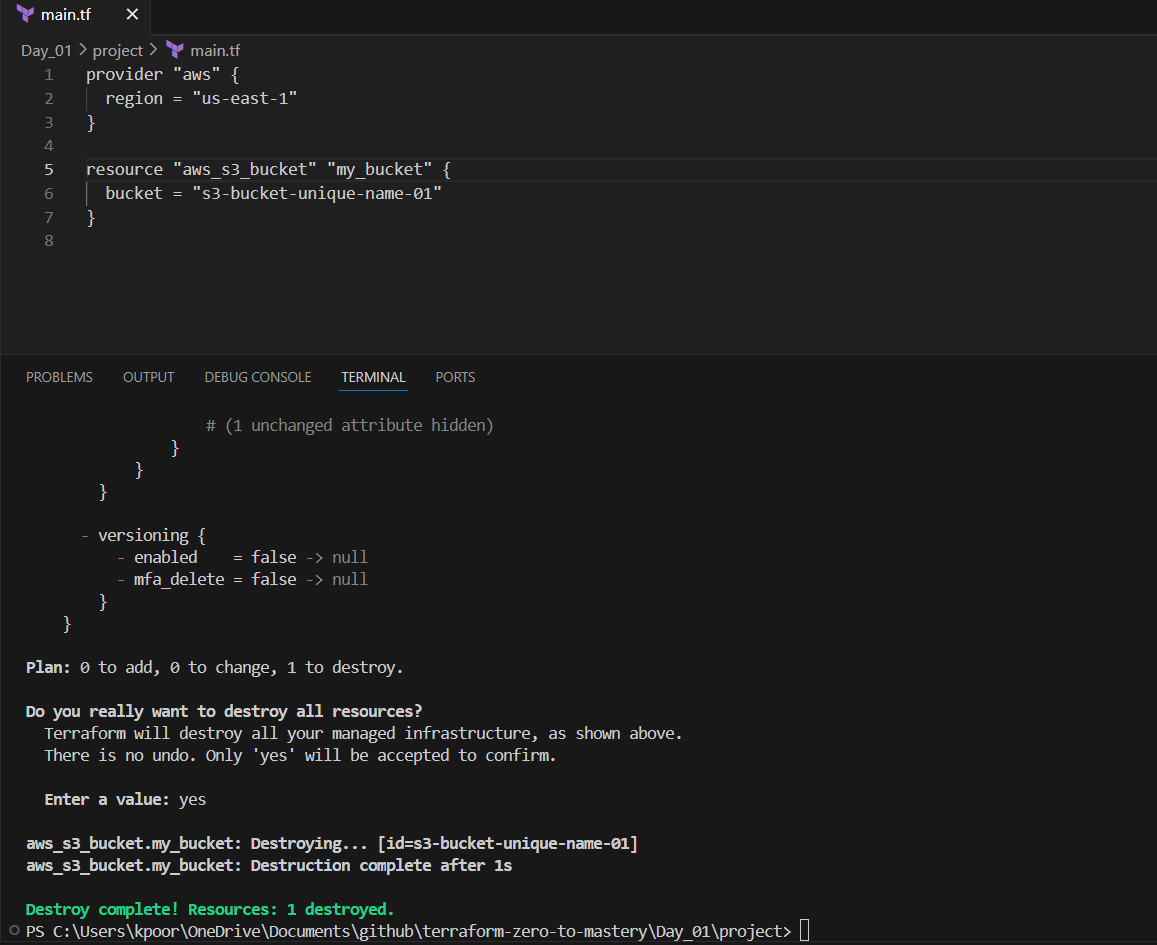 main.tf
Day_01 > project > main.tf
1 provider "aws" {
2   region = "us-east-1"
3 }
4
5 resource "aws_s3_bucket" "my_bucket" {
6   bucket = "s3-bucket-unique-name-01"
7 }
8
PROBLEMS OUTPUT DEBUG CONSOLE TERMINAL PORTS
# (1 unchanged attribute hidden)
}
}
}
- versioning {
- enabled    = false -> null
- mfa_delete = false -> null
}
}
Plan: 0 to add, 0 to change, 1 to destroy.
Do you really want to destroy all resources?
Terraform will destroy all your managed infrastructure, as shown above.
There is no undo. Only 'yes' will be accepted to confirm.
Enter a value: yes
aws_s3_bucket.my_bucket: Destroying... [id=s3-bucket-unique-name-01]
aws_s3_bucket.my_bucket: Destruction complete after 1s
Destroy complete! Resources: 1 destroyed.
PS C:\Users\kpoor\OneDrive\Documents\github\terraform-zero-to-mastery\Day_01\project>